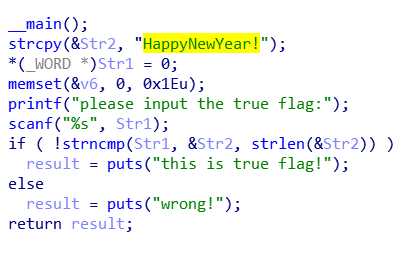 __main();
strcpy(&Str2, "HappyNewYear!");
*(_WORD *)Str1 = 0;
memset(&v6, 0, 0x1Eu);
printf("please input the true flag:");
scanf("%s", Str1);
if ( !strncmp(Str1, &Str2, strlen(&Str2)) )
  result = puts("this is true flag!");
else
  result = puts("wrong!");
return result;